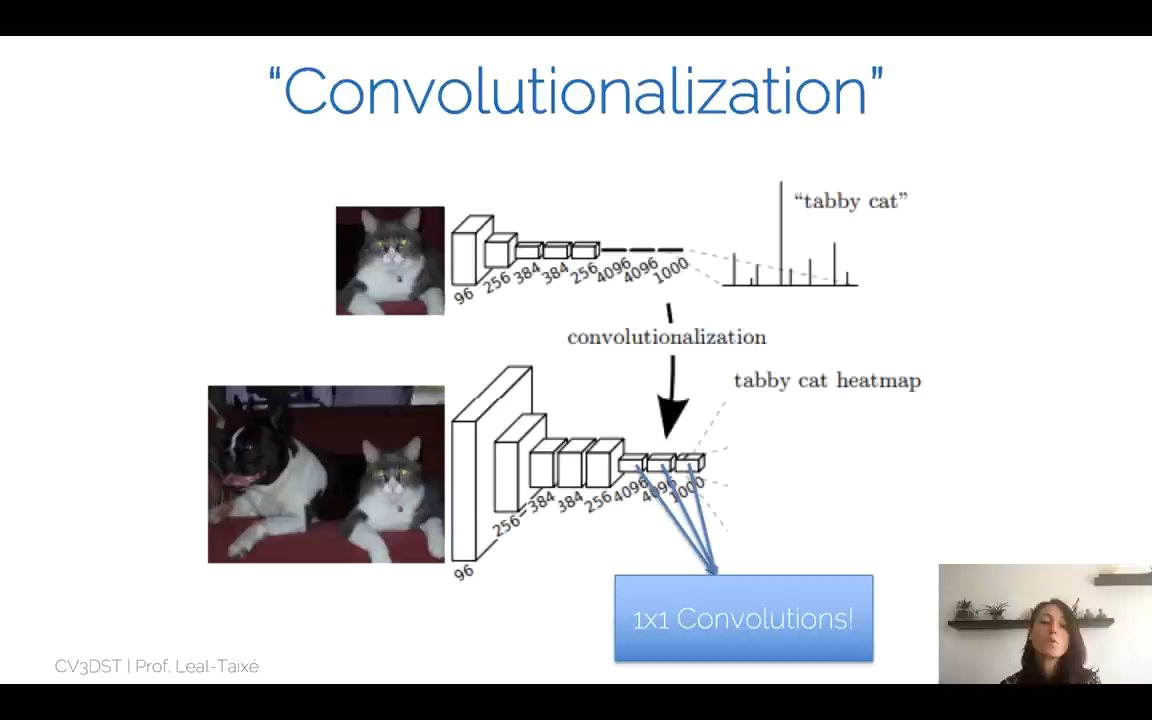 “Convolutionalization”
“tabby cat”
96 256 384 384 256 4096 4096 1000
convolutionalization
tabby cat heatmap
96 256 384 384 256 4096 4096 1000
1x1 Convolutions!
CV3DST | Prof. Leal-Taixé